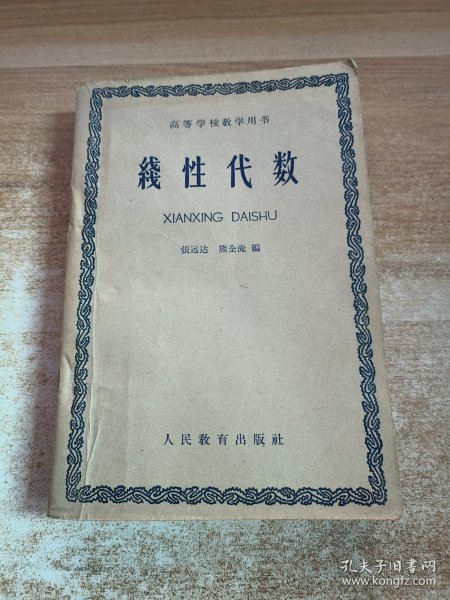 高等学校教学用书
綫性代数
XIANXING DAISHU
張远达 熊全淹 編
人民教育出版社
孔夫子旧书网
www.kongfz.com